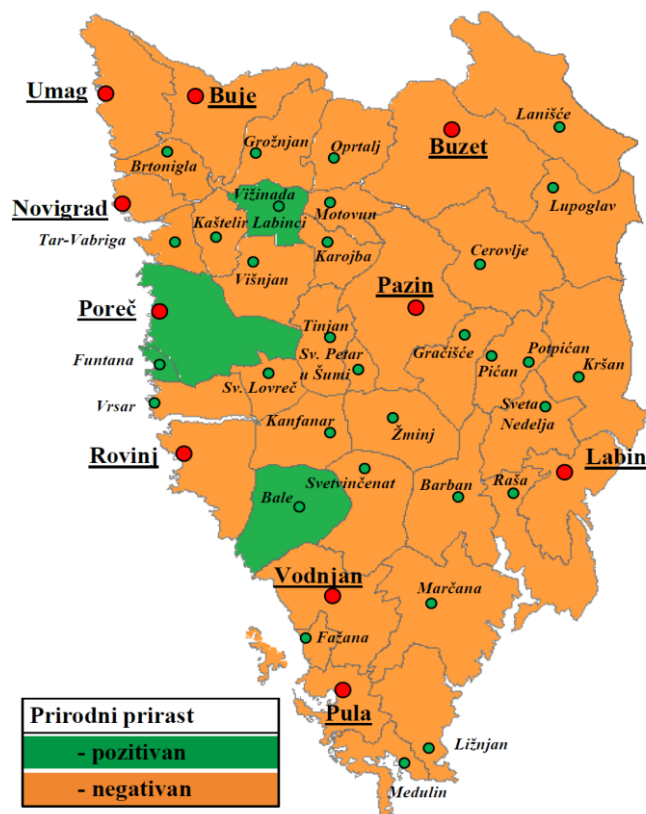 Umag
Buje
Lanišće
Buzet
Grožnjan
Oprtalj
Brtonigla
Vižinada
Novigrad
Motovun
Lupoglav
Kaštelir
Labinci
Tar-Vabriga
Karojba
Cerovlje
Višnjan
Pazin
Poreč
Tinjan
Gračišće
Potpićan
Funtana
Sv. Petar
u Šumi
Pićan
Kršan
Sv. Lovreč
Vrsar
Sveta
Nedelja
Kanfanar
Žminj
Rovinj
Labin
Svetvinčenat
Barban
Raša
Bale
Vodnjan
Marčana
Fažana
Pula
Ližnjan
Medulin
Prirodni prirast
- pozitivan
- negativan